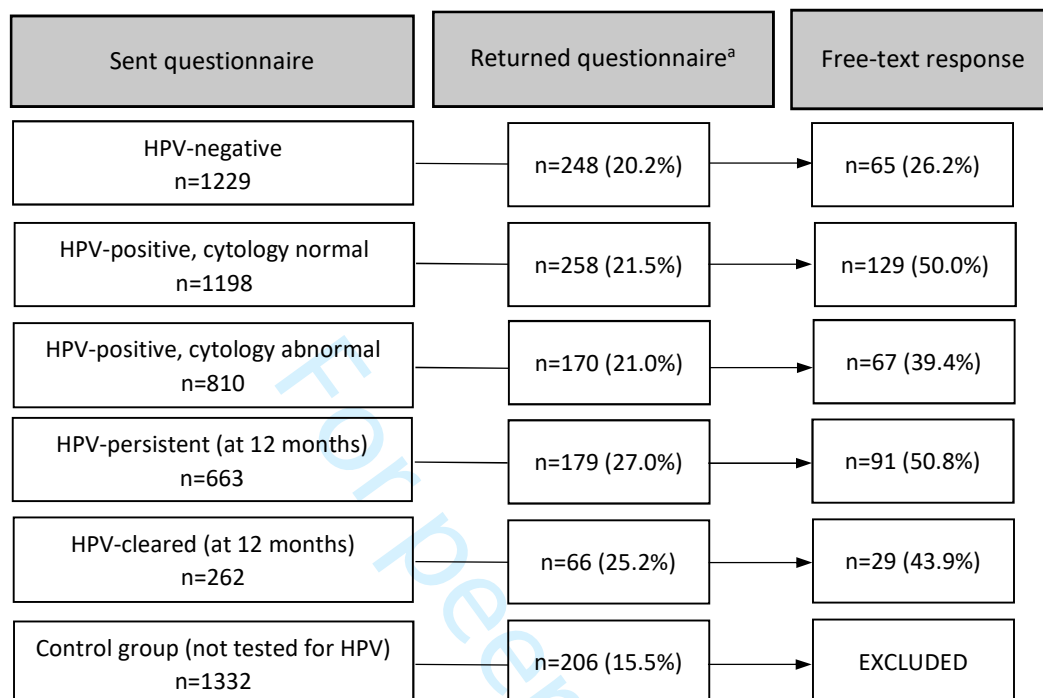 Sent questionnaire
Returned questionnaireᵃ
Free-text response
HPV-negative
n=1229
n=248 (20.2%)
n=65 (26.2%)
HPV-positive, cytology normal
n=1198
n=258 (21.5%)
n=129 (50.0%)
HPV-positive, cytology abnormal
n=810
n=170 (21.0%)
n=67 (39.4%)
HPV-persistent (at 12 months)
n=663
n=179 (27.0%)
n=91 (50.8%)
HPV-cleared (at 12 months)
n=262
n=66 (25.2%)
n=29 (43.9%)
Control group (not tested for HPV)
n=1332
n=206 (15.5%)
EXCLUDED
For peer